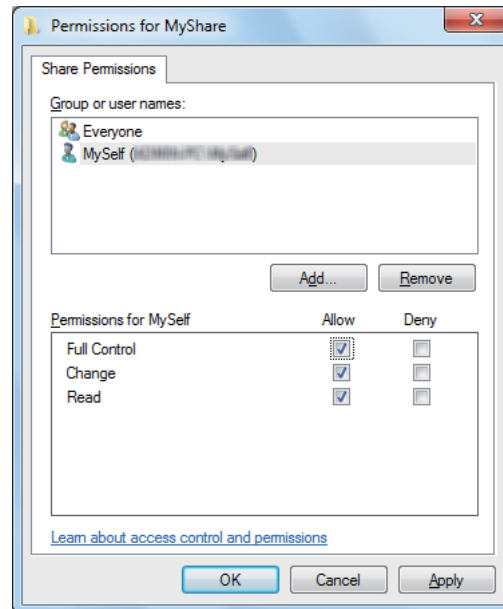 Permissions for MyShare
Share Permissions
Group or user names:
Everyone
MySelf (
Add... Remove
Permissions for MySelf Allow Deny
Full Control
Change
Read
Learn about access control and permissions
OK Cancel Apply